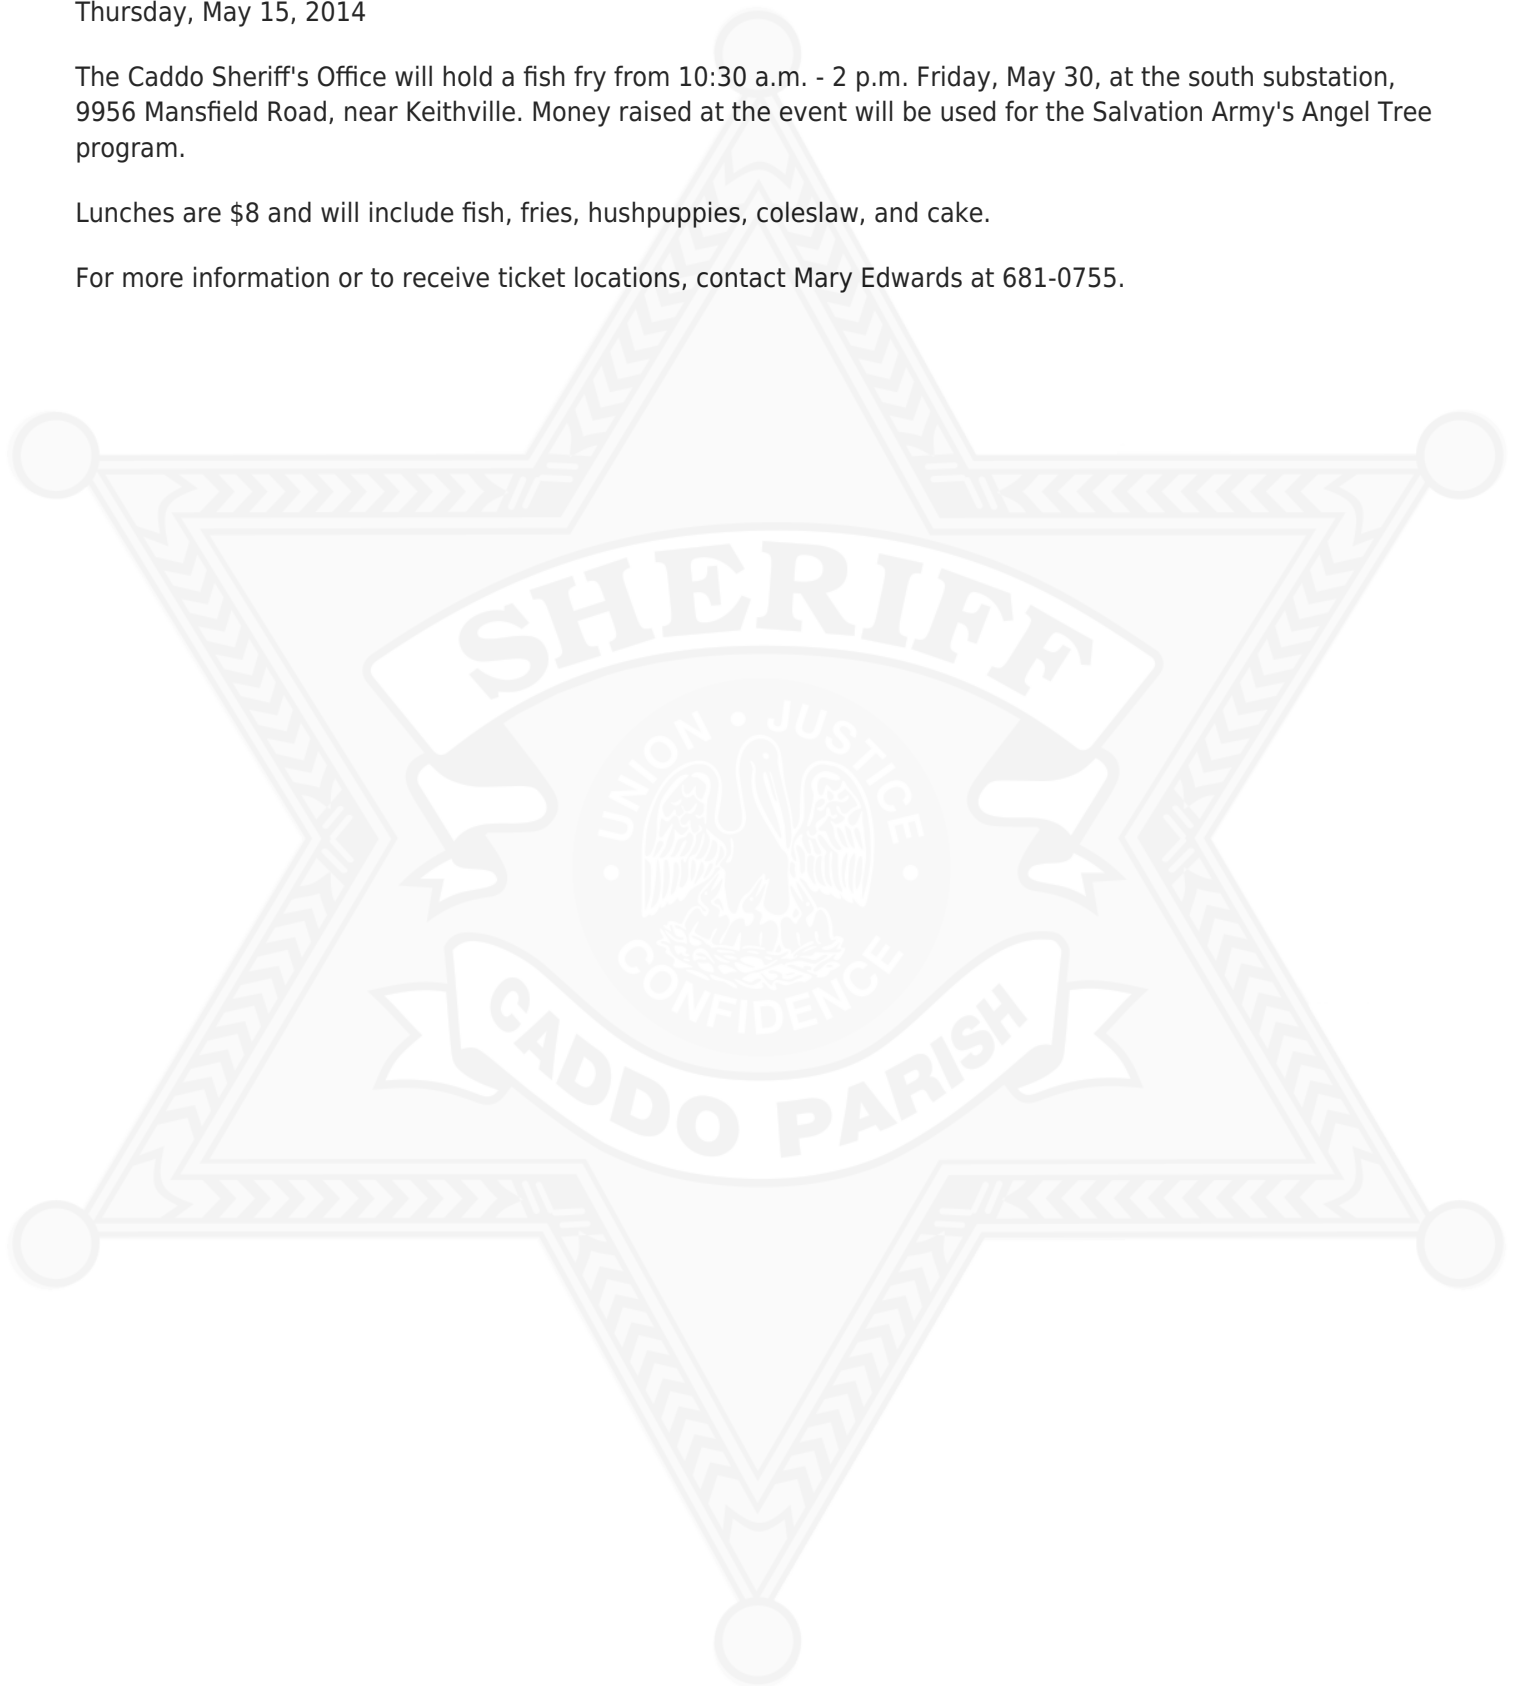 Thursday, May 15, 2014
The Caddo Sheriff's Office will hold a fish fry from 10:30 a.m. - 2 p.m. Friday, May 30, at the south substation,
9956 Mansfield Road, near Keithville. Money raised at the event will be used for the Salvation Army's Angel Tree
program.
Lunches are $8 and will include fish, fries, hushpuppies, coleslaw, and cake.
For more information or to receive ticket locations, contact Mary Edwards at 681-0755.
SHERIFF
UNION • JUSTICE
• CONFIDENCE •
CADDO PARISH